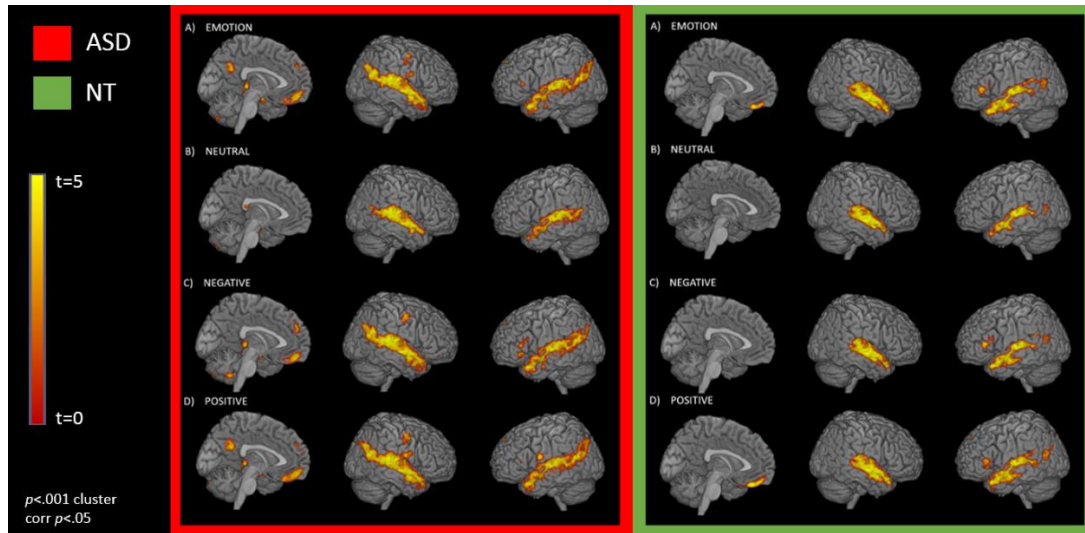 ASD
NT
t=5
t=0
p<.001 cluster
corr p<.05
A) EMOTION
B) NEUTRAL
C) NEGATIVE
D) POSITIVE
A) EMOTION
B) NEUTRAL
C) NEGATIVE
D) POSITIVE